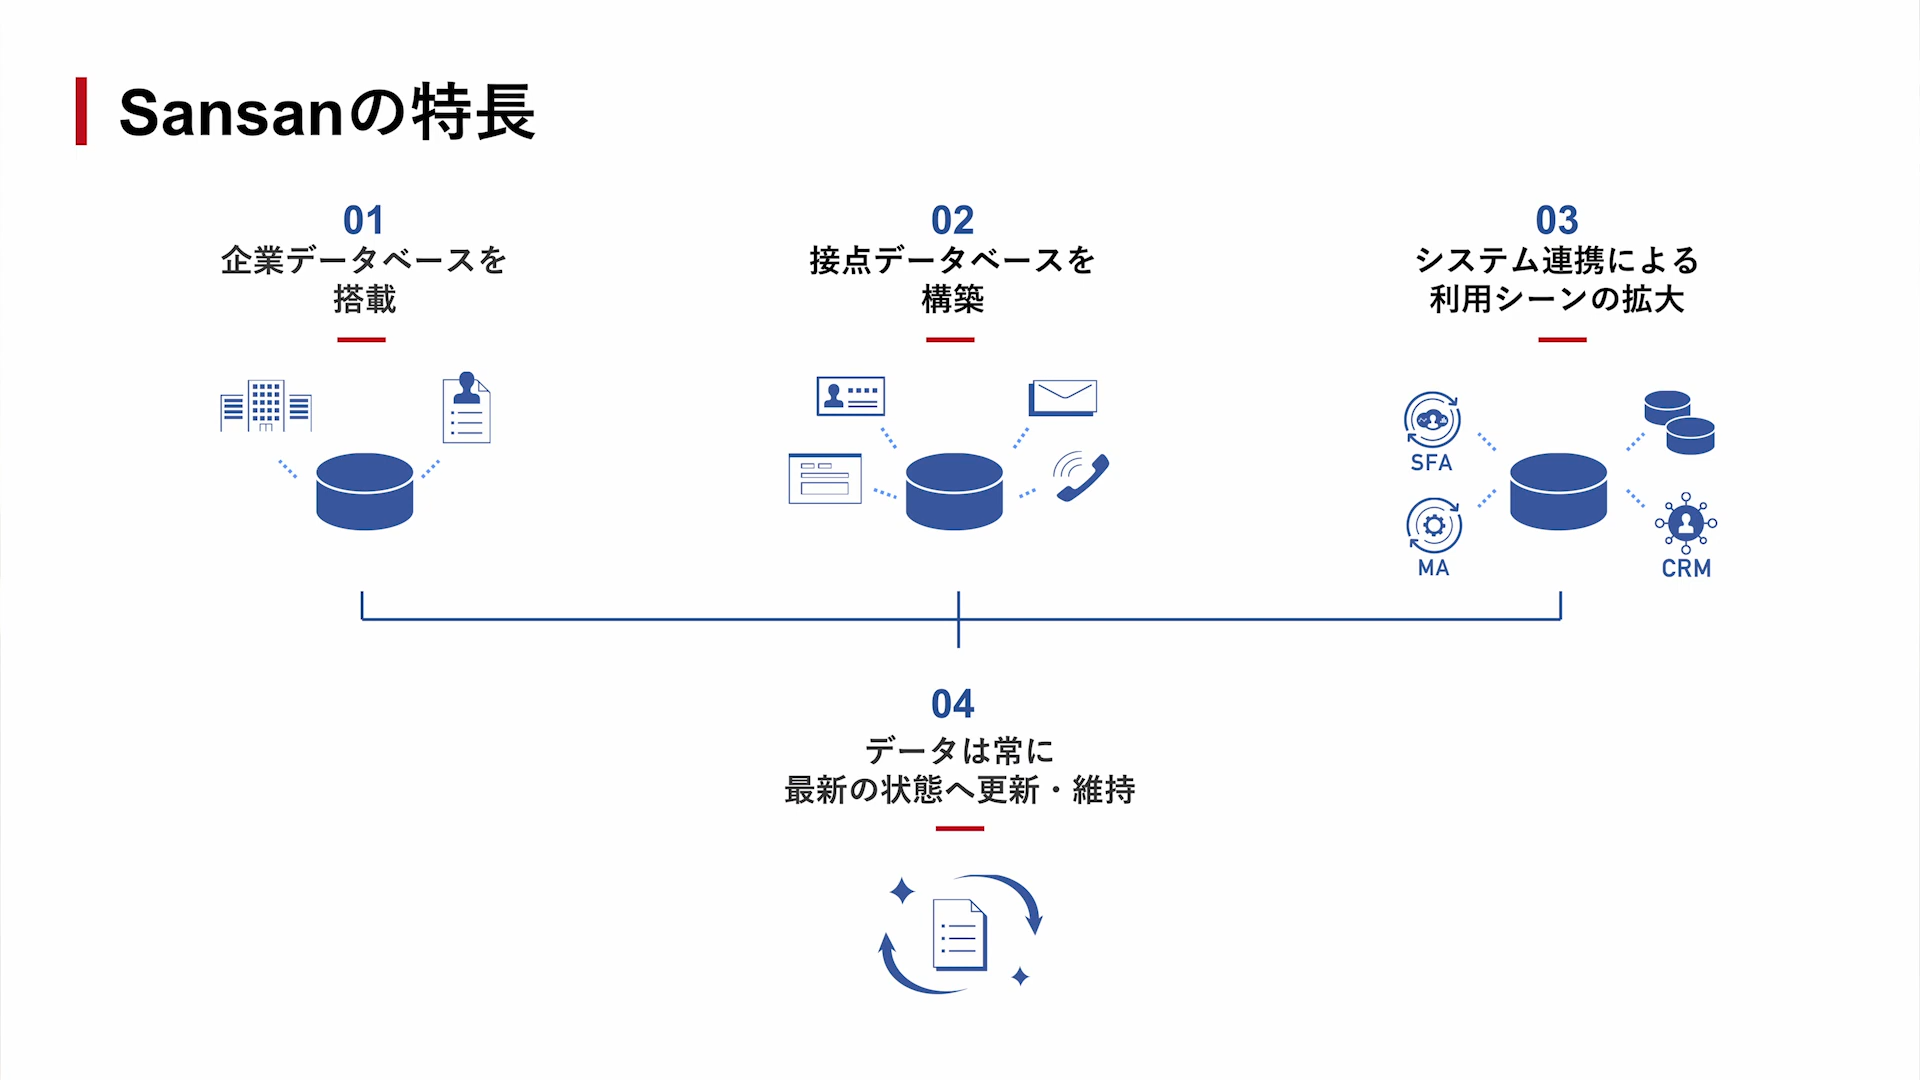 Sansanの特長
01
企業データベースを
搭載
02
接点データベースを
構築
03
システム連携による
利用シーンの拡大
SFA
MA
CRM
04
データは常に
最新の状態へ更新・維持